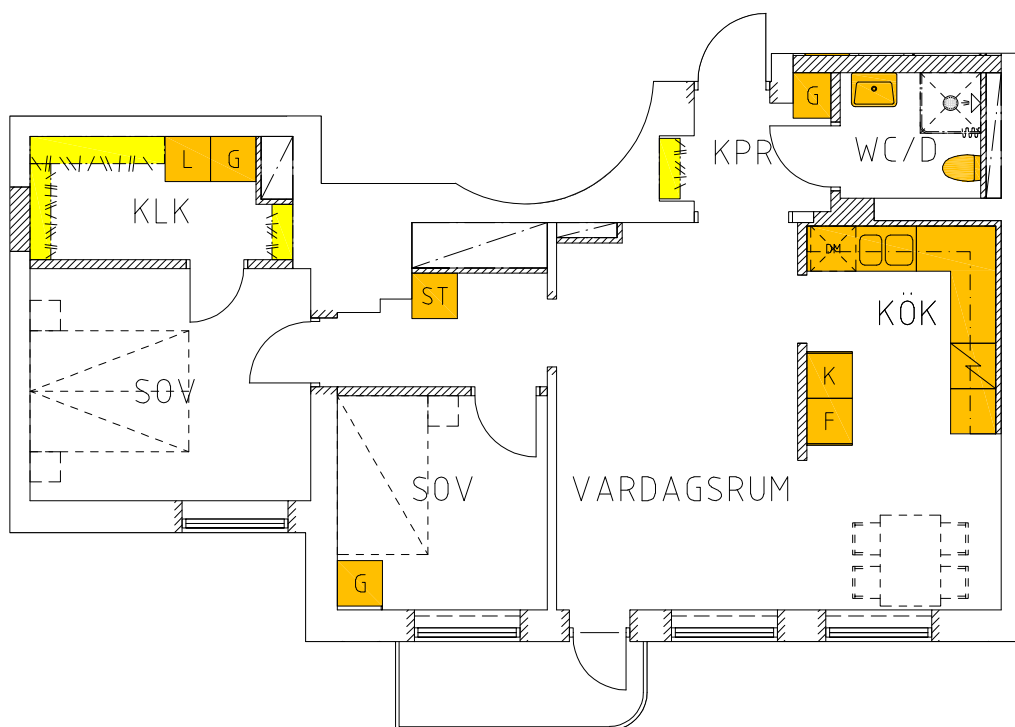 G
L G
KPR WC/D
KLK
DM
ST
KÖK
K
SOV
F
SOV VARDAGSRUM
G